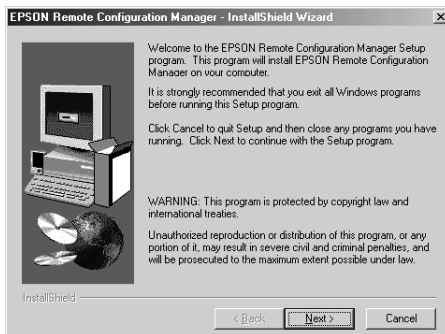 EPSON Remote Configuration Manager - InstallShield Wizard
Welcome to the EPSON Remote Configuration Manager Setup
program. This program will install EPSON Remote Configuration
Manager on your computer.
It is strongly recommended that you exit all Windows programs
before running this Setup program.
Click Cancel to quit Setup and then close any programs you have
running. Click Next to continue with the Setup program.
WARNING: This program is protected by copyright law and
international treaties.
Unauthorized reproduction or distribution of this program, or any
portion of it, may result in severe civil and criminal penalties, and
will be prosecuted to the maximum extent possible under law.
InstallShield
< Back Next > Cancel